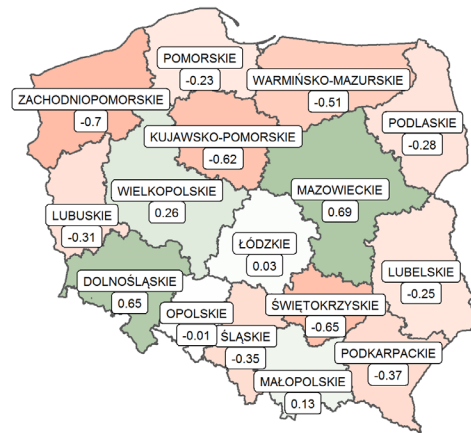 POMORSKIE
-0.23
WARMIŃSKO-MAZURSKIE
-0.51
ZACHODNIOPOMORSKIE
-0.7
KUJAWSKO-POMORSKIE
-0.62
PODLASKIE
-0.28
WIELKOPOLSKIE
0.26
MAZOWIECKIE
0.69
LUBUSKIE
-0.31
ŁÓDZKIE
0.03
LUBELSKIE
-0.25
DOLNOŚLĄSKIE
0.65
OPOLSKIE
-0.01
ŚWIĘTOKRZYSKIE
-0.65
ŚLĄSKIE
-0.35
PODKARPACKIE
-0.37
MAŁOPOLSKIE
0.13